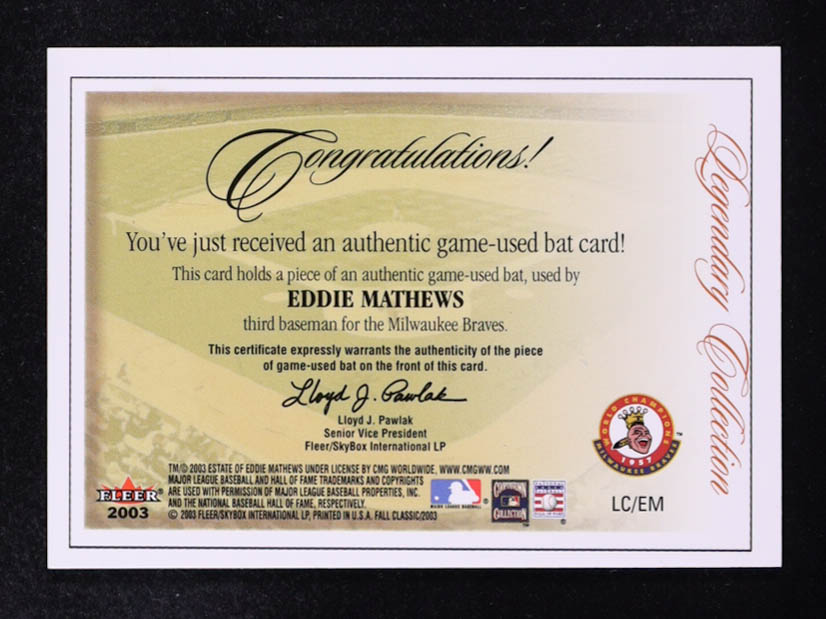 Congratulations!
You've just received an authentic game-used bat card!
This card holds a piece of an authentic game-used bat, used by
EDDIE MATHEWS
third baseman for the Milwaukee Braves.
This certificate expressly warrants the authenticity of the piece
of game-used bat on the front of this card.
Lloyd J. Pawlak
Lloyd J. Pawlak
Senior Vice President
Fleer/SkyBox International LP
TM/© 2003 ESTATE OF EDDIE MATHEWS UNDER LICENSE BY CMG WORLDWIDE, WWW.CMGWW.COM
MAJOR LEAGUE BASEBALL, AND HALL OF FAME TRADEMARKS AND COPYRIGHTS
ARE USED WITH PERMISSION OF MAJOR LEAGUE BASEBALL PROPERTIES, INC.
AND THE NATIONAL BASEBALL HALL OF FAME, RESPECTIVELY.
© 2003 FLEER/SKYBOX INTERNATIONAL LP, PRINTED IN U.S.A. FALL CLASSIC/2003
FLEER®
2003
MAJOR LEAGUE BASEBALL
COOPERSTOWN
COLLECTION
WORLD CHAMPIONS
1957
MILWAUKEE BRAVES
LC/EM
Legendary Collection